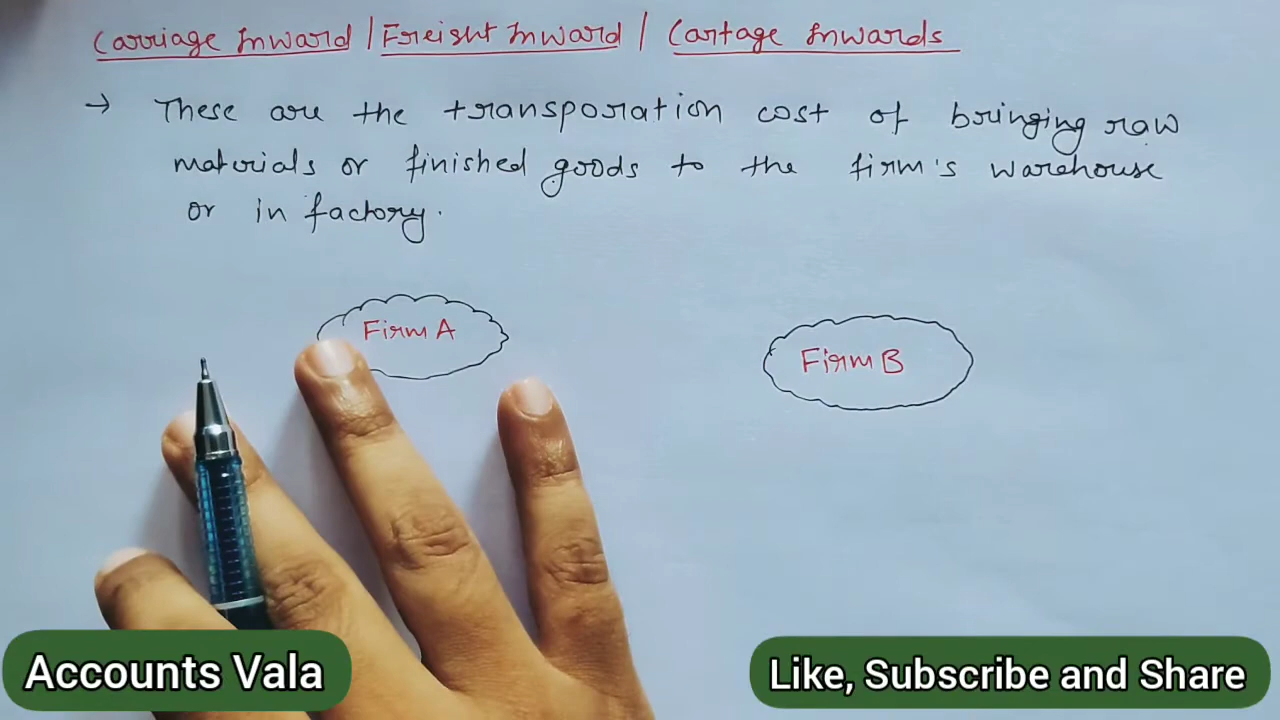 Carriage Inward / Freight Inward / Cartage Inwards
→ These are the transporation cost of bringing raw
materials or finished goods to the firm's warehouse
or in factory.
Firm A
Firm B
Accounts Vala
Like, Subscribe and Share